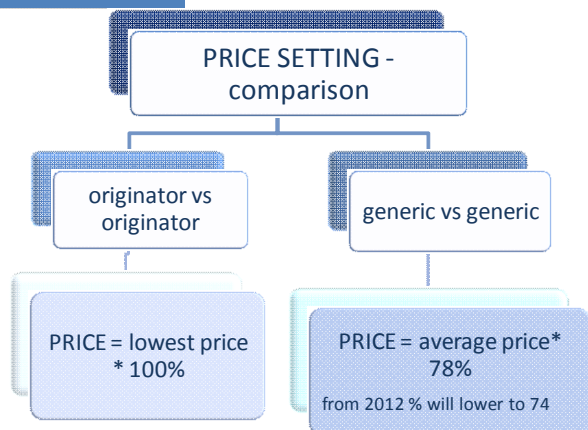 PRICE SETTING -
comparison
originator vs
originator
generic vs generic
PRICE = lowest price
* 100%
PRICE = average price*
78%
from 2012 % will lower to 74